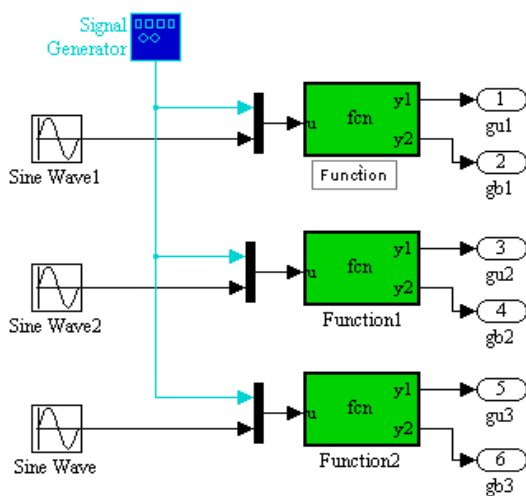 Signal
Generator
Sine Wave1
u
fcn
y1
y2
Function
1
gu1
2
gb1
Sine Wave2
u
fcn
y1
y2
Function1
3
gu2
4
gb2
Sine Wave
u
fcn
y1
y2
Function2
5
gu3
6
gb3